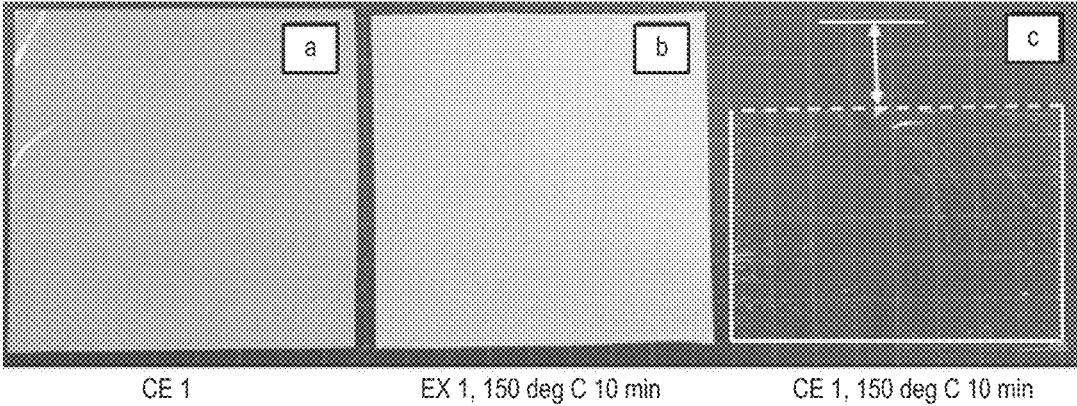 a
b
c
CE 1
EX 1, 150 deg C 10 min
CE 1, 150 deg C 10 min